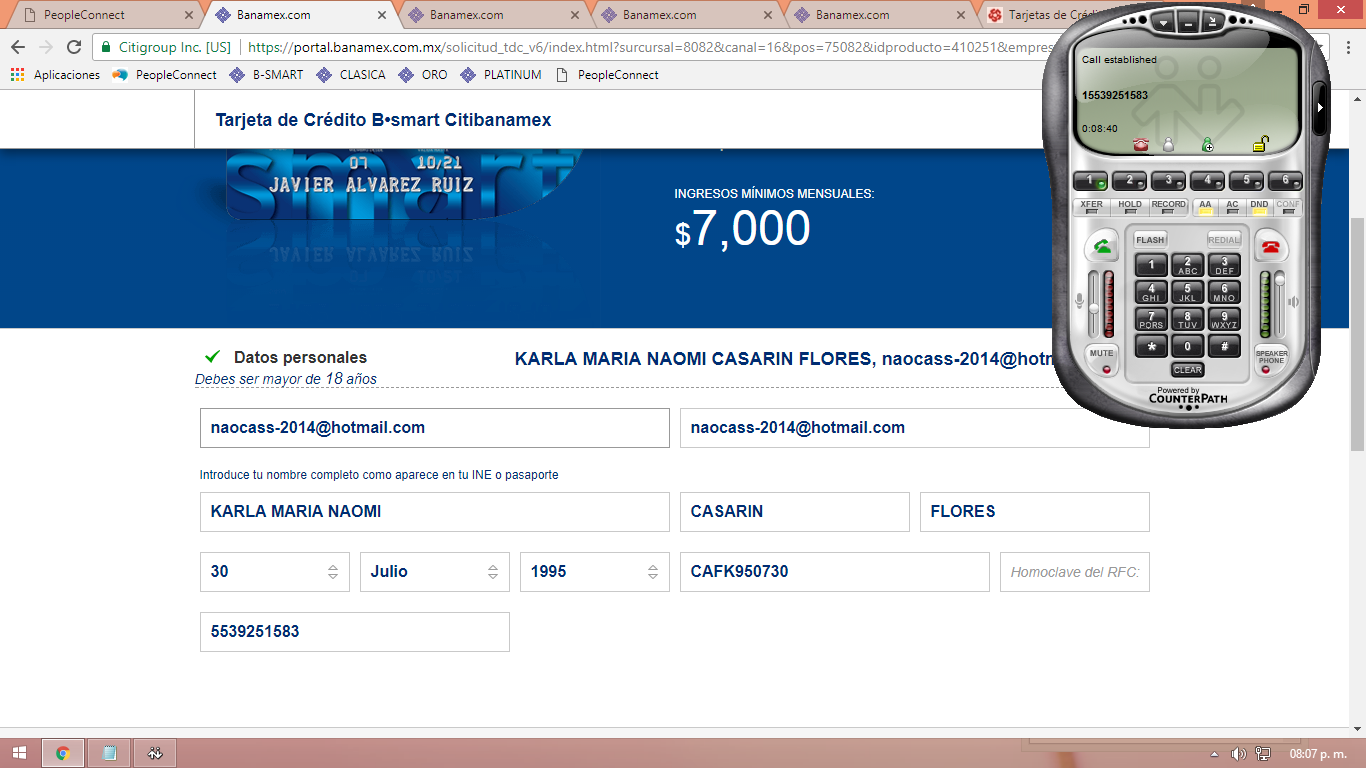 PeopleConnect
Banamex.com
Banamex.com
Banamex.com
Banamex.com
Tarjetas de Créd
Citigroup Inc. [US]
https://portal.banamex.com.mx/solicitud_tdc_v6/index.html?surcursal=8082&canal=16&pos=75082&idproducto=410251&empres
Aplicaciones
PeopleConnect
B-SMART
CLASICA
ORO
PLATINUM
PeopleConnect
Tarjeta de Crédito B•smart Citibanamex
smart
07 10/21
JAVIER ALVAREZ RUIZ
INGRESOS MÍNIMOS MENSUALES:
$7,000
Datos personales
KARLA MARIA NAOMI CASARIN FLORES, naocass-2014@hotm
Debes ser mayor de 18 años
naocass-2014@hotmail.com
naocass-2014@hotmail.com
Introduce tu nombre completo como aparece en tu INE o pasaporte
KARLA MARIA NAOMI
CASARIN
FLORES
30
Julio
1995
CAFK950730
Homoclave del RFC:
5539251583
Call established
15539251583
0:08:40
1 2 3 4 5 6
XFER HOLD RECORD AA AC DND CONF
FLASH REDIAL
1 2 ABC 3 DEF
4 GHI 5 JKL 6 MNO
7 PQRS 8 TUV 9 WXYZ
* 0 #
MUTE
SPEAKER PHONE
CLEAR
Powered by
COUNTERPATH
08:07 p. m.